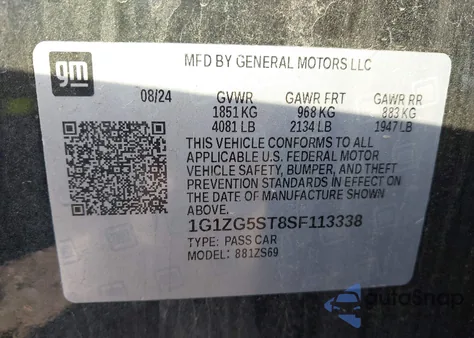 gm
MFD BY GENERAL MOTORS LLC
08/24 GVWR GAWR FRT GAWR RR
1851 KG 968 KG 883 KG
4081 LB 2134 LB 1947 LB
THIS VEHICLE CONFORMS TO ALL
APPLICABLE U.S. FEDERAL MOTOR
VEHICLE SAFETY, BUMPER, AND THEFT
PREVENTION STANDARDS IN EFFECT ON
THE DATE OF MANUFACTURE SHOWN
ABOVE.
1G1ZG5ST8SF113338
TYPE: PASS CAR
MODEL: 881ZS69
autoSnap